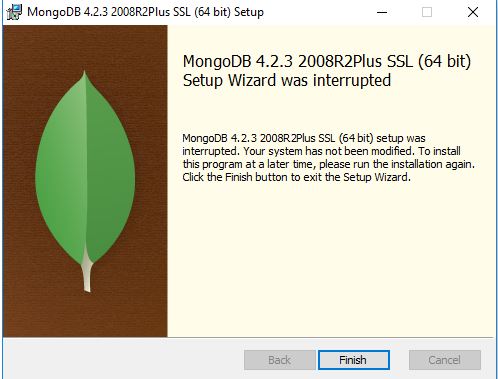 MongoDB 4.2.3 2008R2Plus SSL (64 bit) Setup
MongoDB 4.2.3 2008R2Plus SSL (64 bit)
Setup Wizard was interrupted
MongoDB 4.2.3 2008R2Plus SSL (64 bit) setup was
interrupted. Your system has not been modified. To install
this program at a later time, please run the installation again.
Click the Finish button to exit the Setup Wizard.
Back
Finish
Cancel